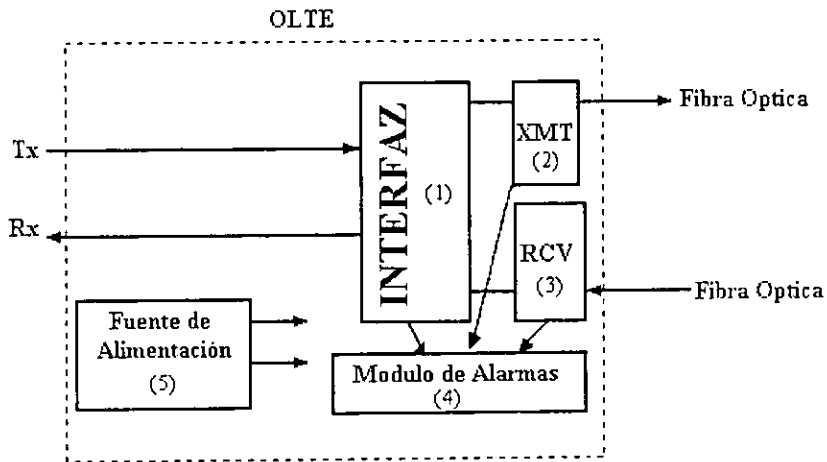 OLTE
Fibra Optica
XMT
(2)
Tx
INTERFAZ
(1)
Rx
RCV
(3)
Fibra Optica
Fuente de
Alimentación
(5)
Modulo de Alarmas
(4)